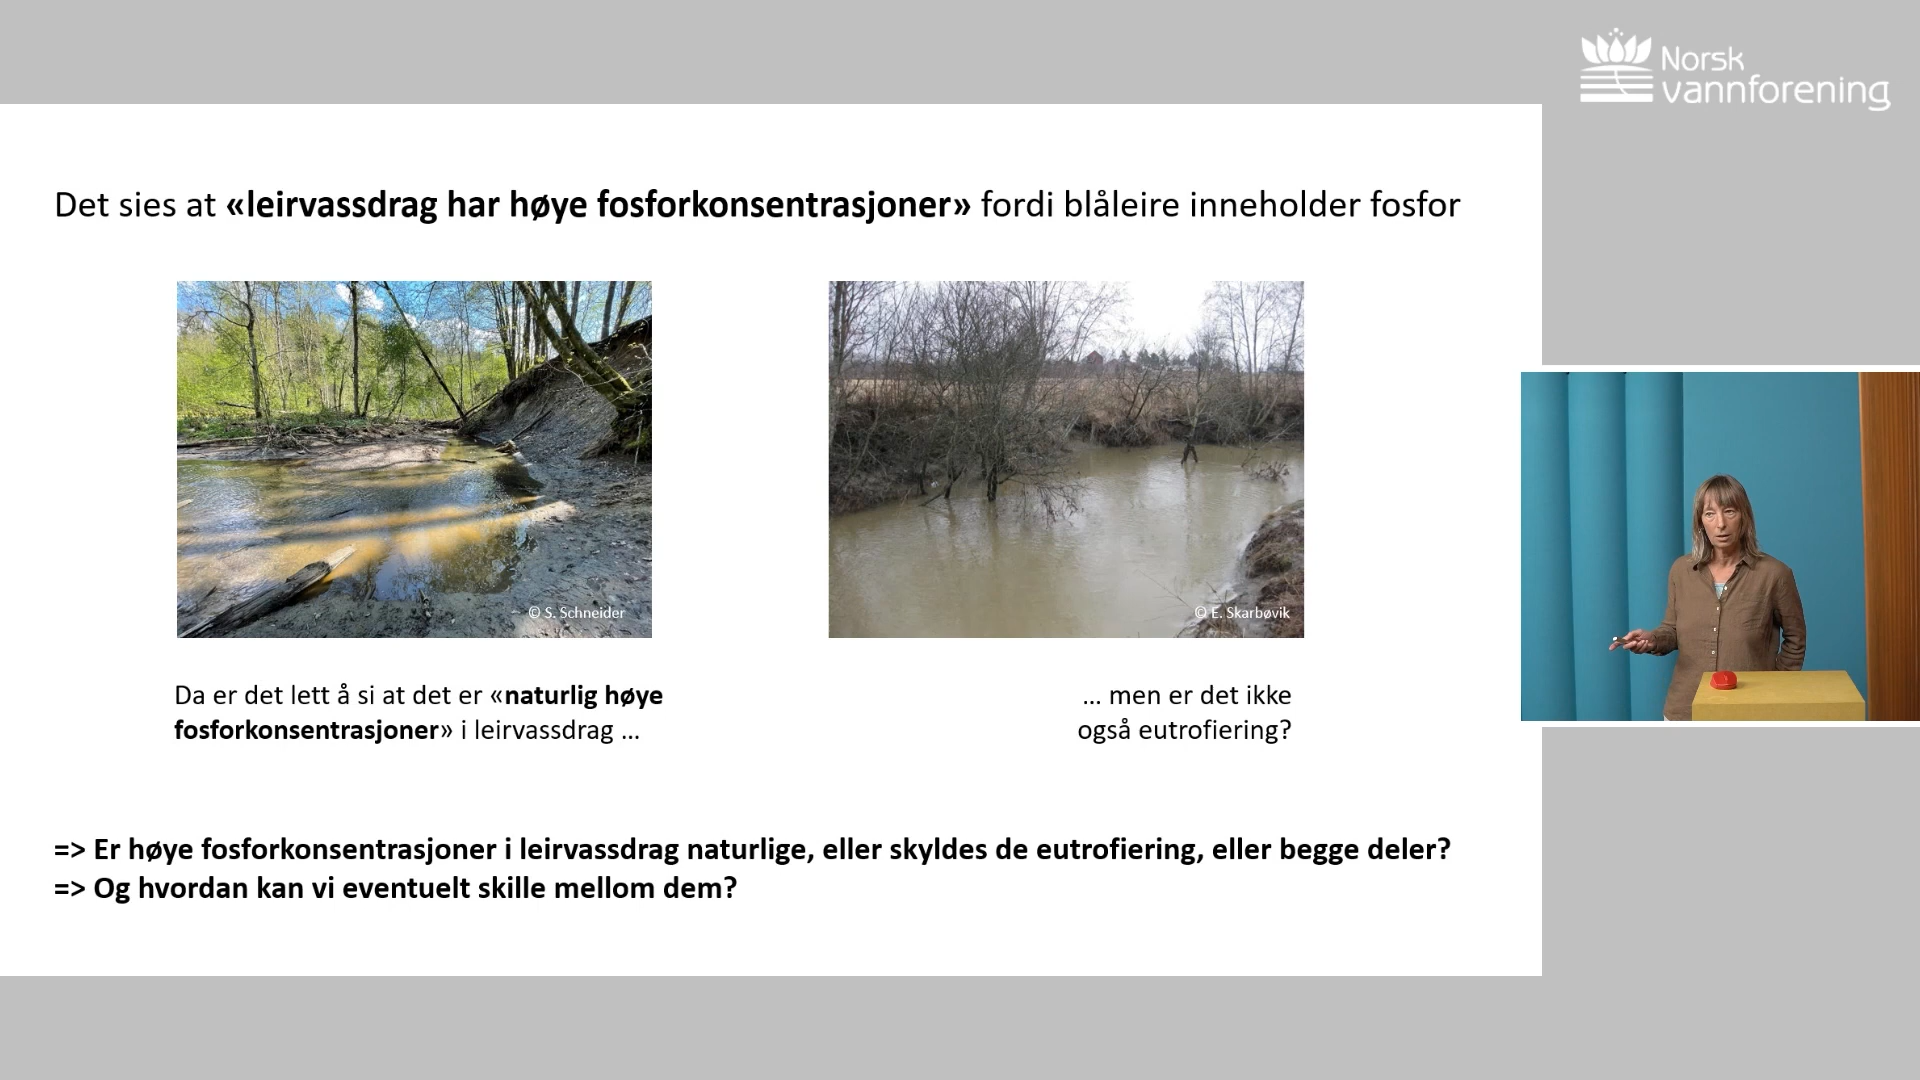 Norsk
vannforening
Det sies at «leirvassdrag har høye fosforkonsentrasjoner» fordi blåleire inneholder fosfor
© S. Schneider
© E. Skarbøvik
Da er det lett å si at det er «naturlig høye
fosforkonsentrasjoner» i leirvassdrag ...
... men er det ikke
også eutrofiering?
=> Er høye fosforkonsentrasjoner i leirvassdrag naturlige, eller skyldes de eutrofiering, eller begge deler?
=> Og hvordan kan vi eventuelt skille mellom dem?